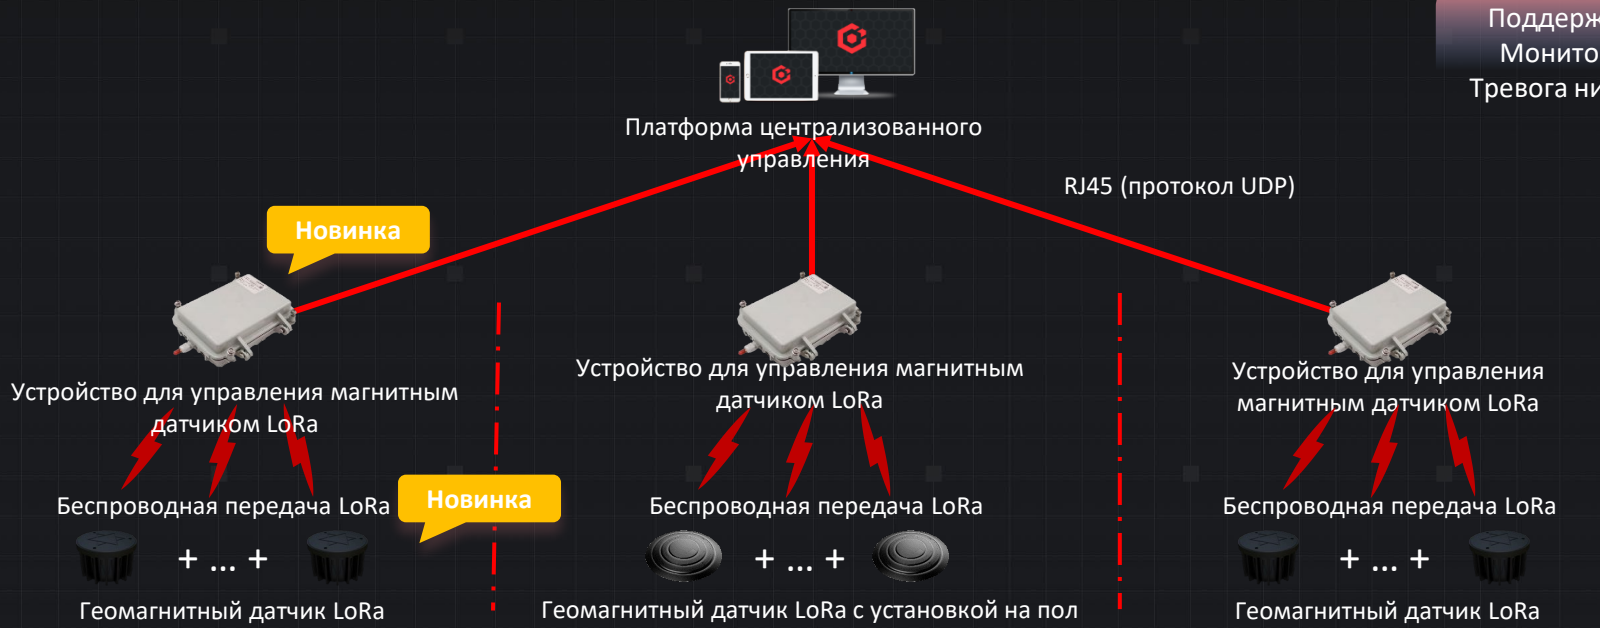 Поддерж
Монито
Тревога ни
Платформа централизованного
управления
RJ45 (протокол UDP)
Новинка
Устройство для управления магнитным
датчиком LoRa
Устройство для управления магнитным
датчиком LoRa
Устройство для управления
магнитным датчиком LoRa
Беспроводная передача LoRa
Новинка
Беспроводная передача LoRa
Беспроводная передача LoRa
+ ... +
+ ... +
+ ... +
Геомагнитный датчик LoRa
Геомагнитный датчик LoRa с установкой на пол
Геомагнитный датчик LoRa